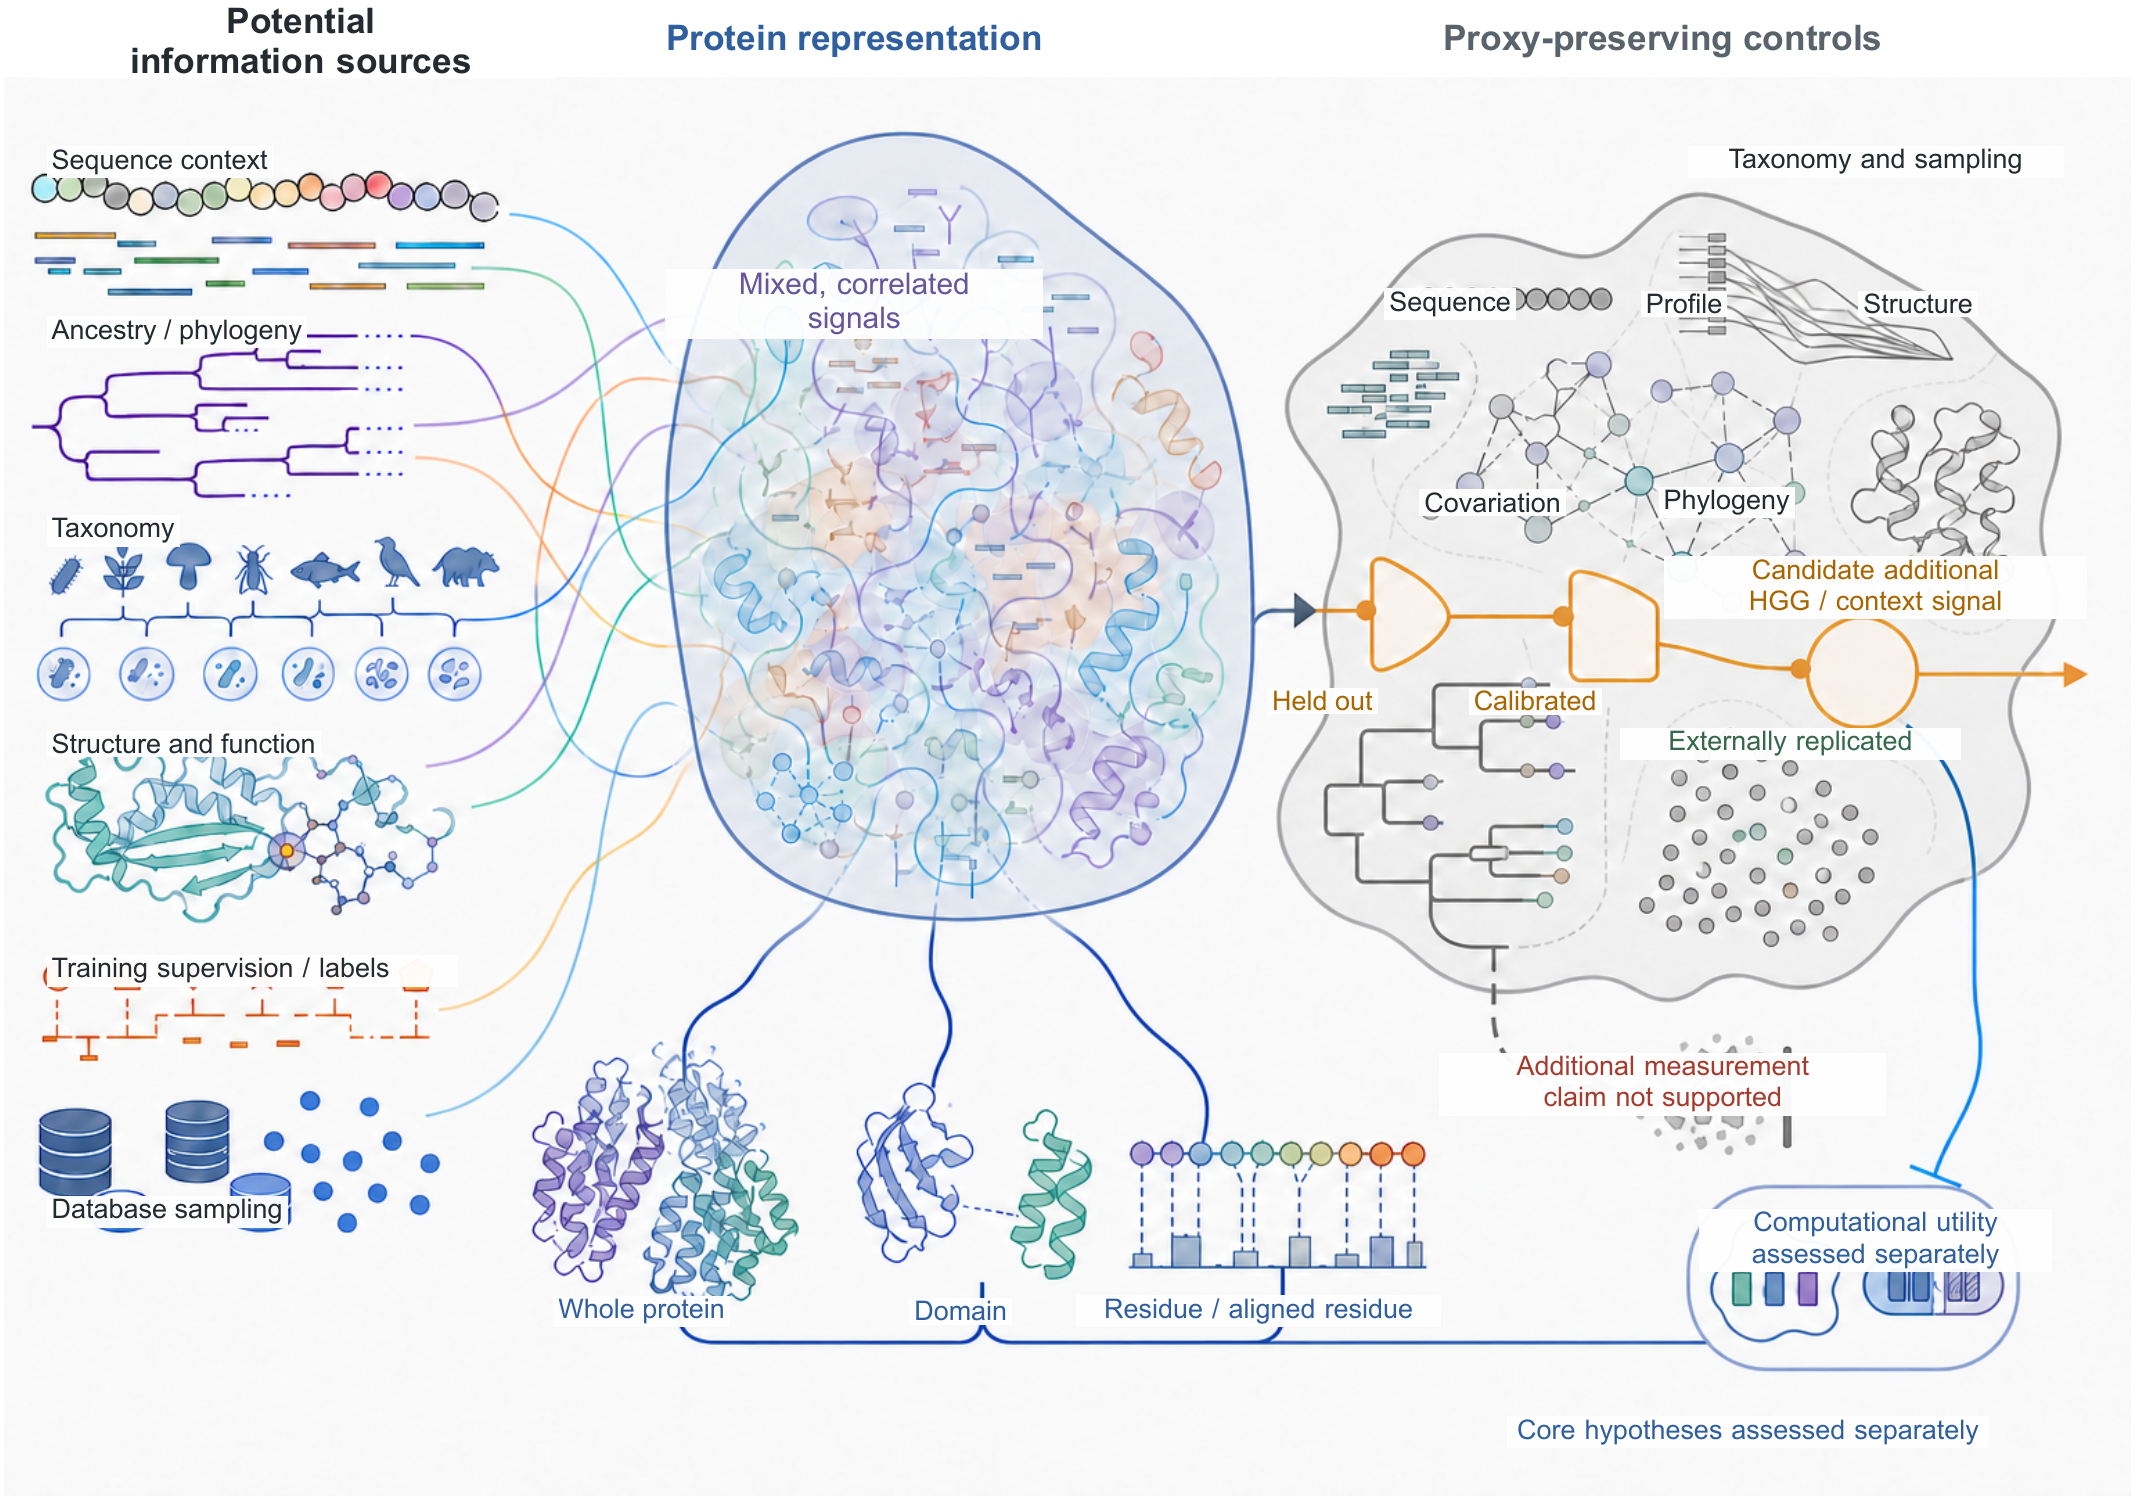 Potential
information sources
Protein representation
Proxy-preserving controls
Sequence context
Ancestry / phylogeny
Taxonomy
Structure and function
Training supervision / labels
Database sampling
Mixed, correlated
signals
Whole protein
Domain
Residue / aligned residue
Taxonomy and sampling
Sequence
Profile
Structure
Covariation
Phylogeny
Candidate additional
HGG / context signal
Held out
Calibrated
Externally replicated
Additional measurement
claim not supported
Computational utility
assessed separately
Core hypotheses assessed separately